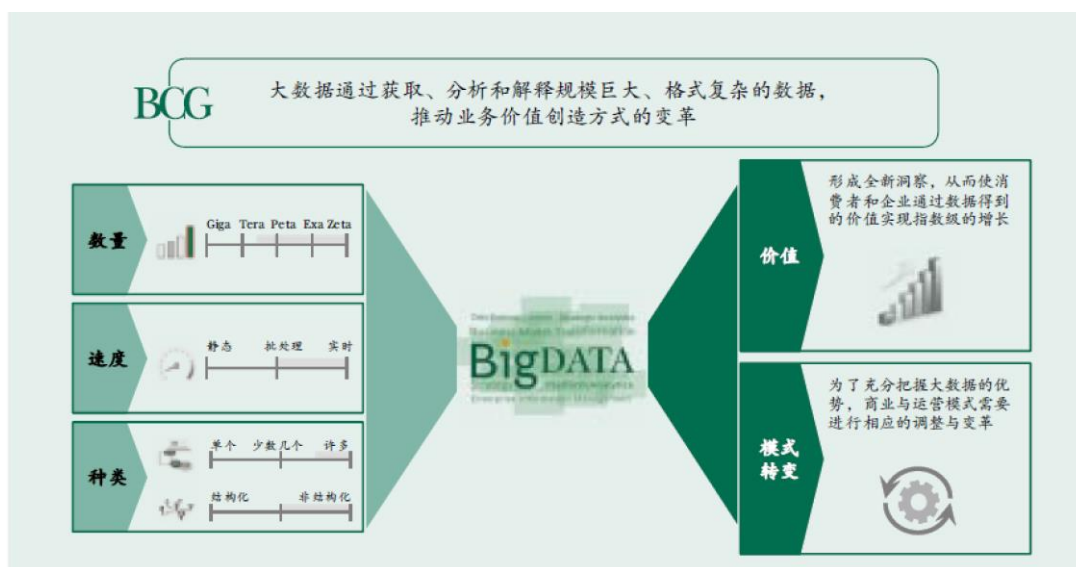 BCG
大数据通过获取、分析和解释规模巨大、格式复杂的数据，
推动业务价值创造方式的变革
数量
Giga Tera Peta Exa Zeta
速度
静态 批处理 实时
种类
单个 少数几个 许多
结构化 非结构化
BigDATA
价值
形成全新洞察，从而使消
费者和企业通过数据得到
的价值实现指数级的增长
模式
转变
为了充分把握大数据的优
势，商业与运营模式需要
进行相应的调整与变革